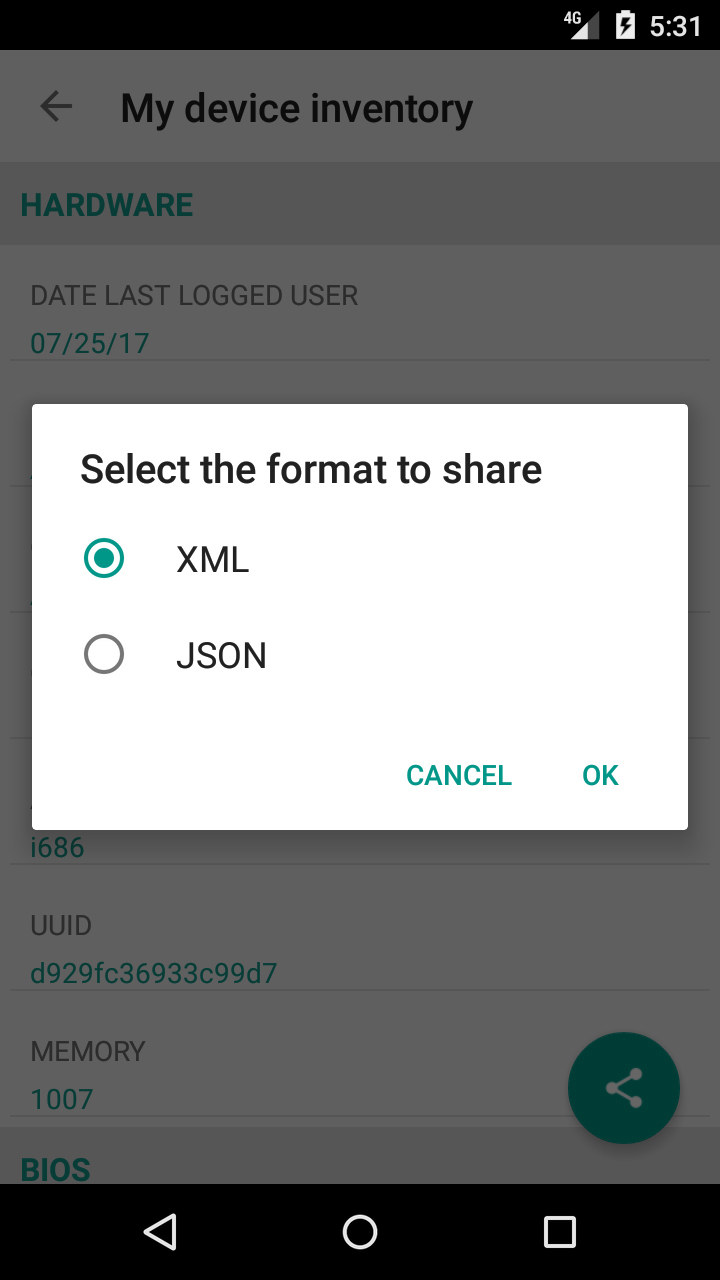 4G 5:31
My device inventory
HARDWARE
DATE LAST LOGGED USER
07/25/17
Select the format to share
XML
JSON
CANCEL OK
i686
UUID
d929fc36933c99d7
MEMORY
1007
BIOS